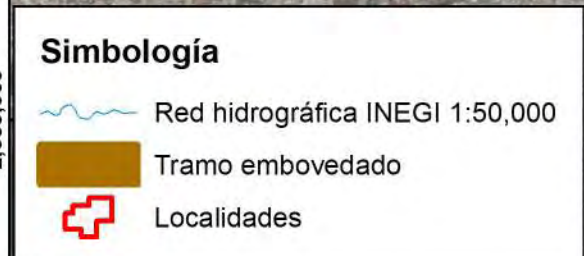 Simbología
Red hidrográfica INEGI 1:50,000
Tramo embovedado
Localidades